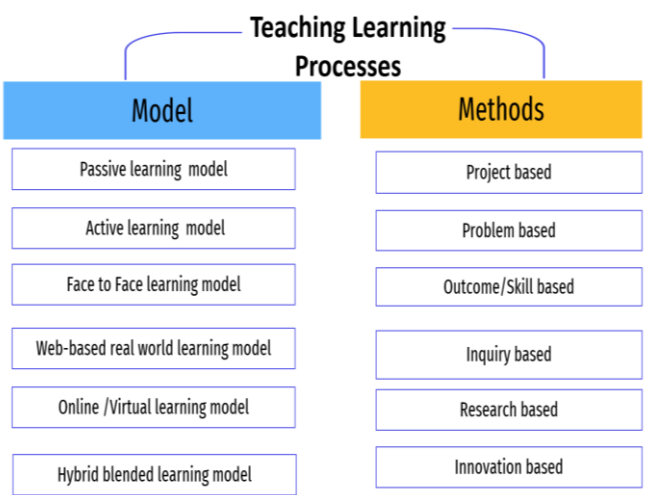 Teaching Learning
Processes
Model
Methods
Passive learning model
Project based
Active learning model
Problem based
Face to Face learning model
Outcome/Skill based
Web-based real world learning model
Inquiry based
Online /Virtual learning model
Research based
Hybrid blended learning model
Innovation based